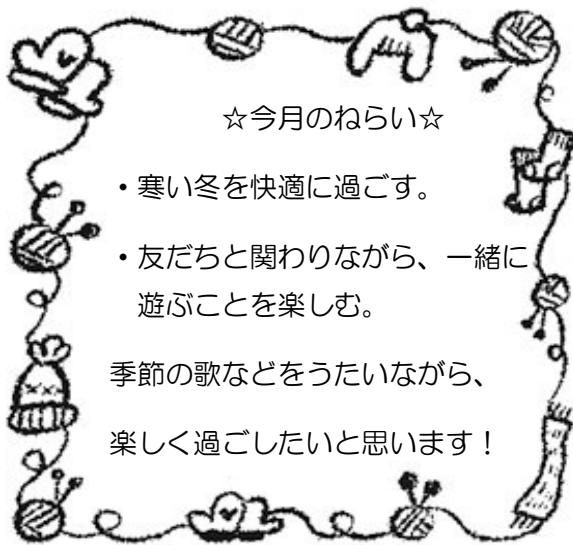 ☆今月のねらい☆
・寒い冬を快適に過ごす。
・友だちと関わりながら、一緒に
遊ぶことを楽しむ。
季節の歌などをうたいながら、
楽しく過ごしたいと思います！